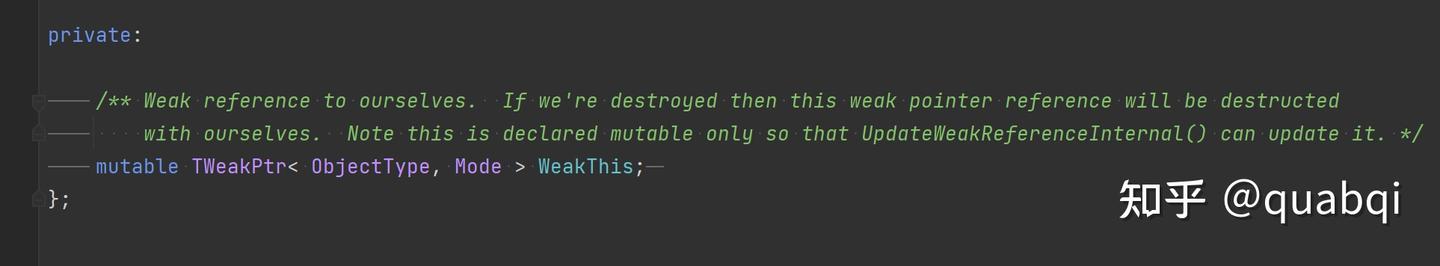 private:
/** Weak reference to ourselves.  If we're destroyed then this weak pointer reference will be destructed
with ourselves.  Note this is declared mutable only so that UpdateWeakReferenceInternal() can update it. */
mutable TWeakPtr< ObjectType, Mode > WeakThis;
};
知乎 @quabqi